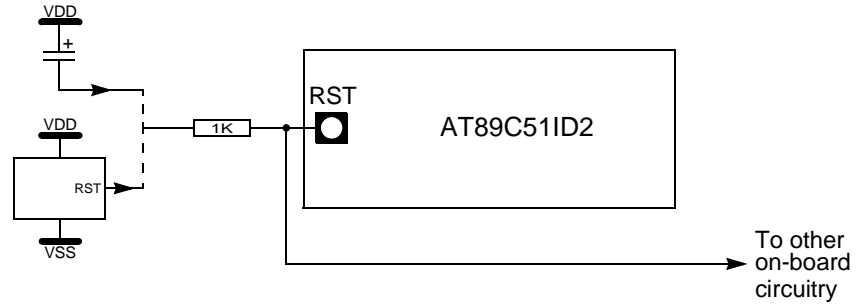 VDD
+
RST
AT89C51ID2
1K
VDD
RST
VSS
To other
on-board
circuitry